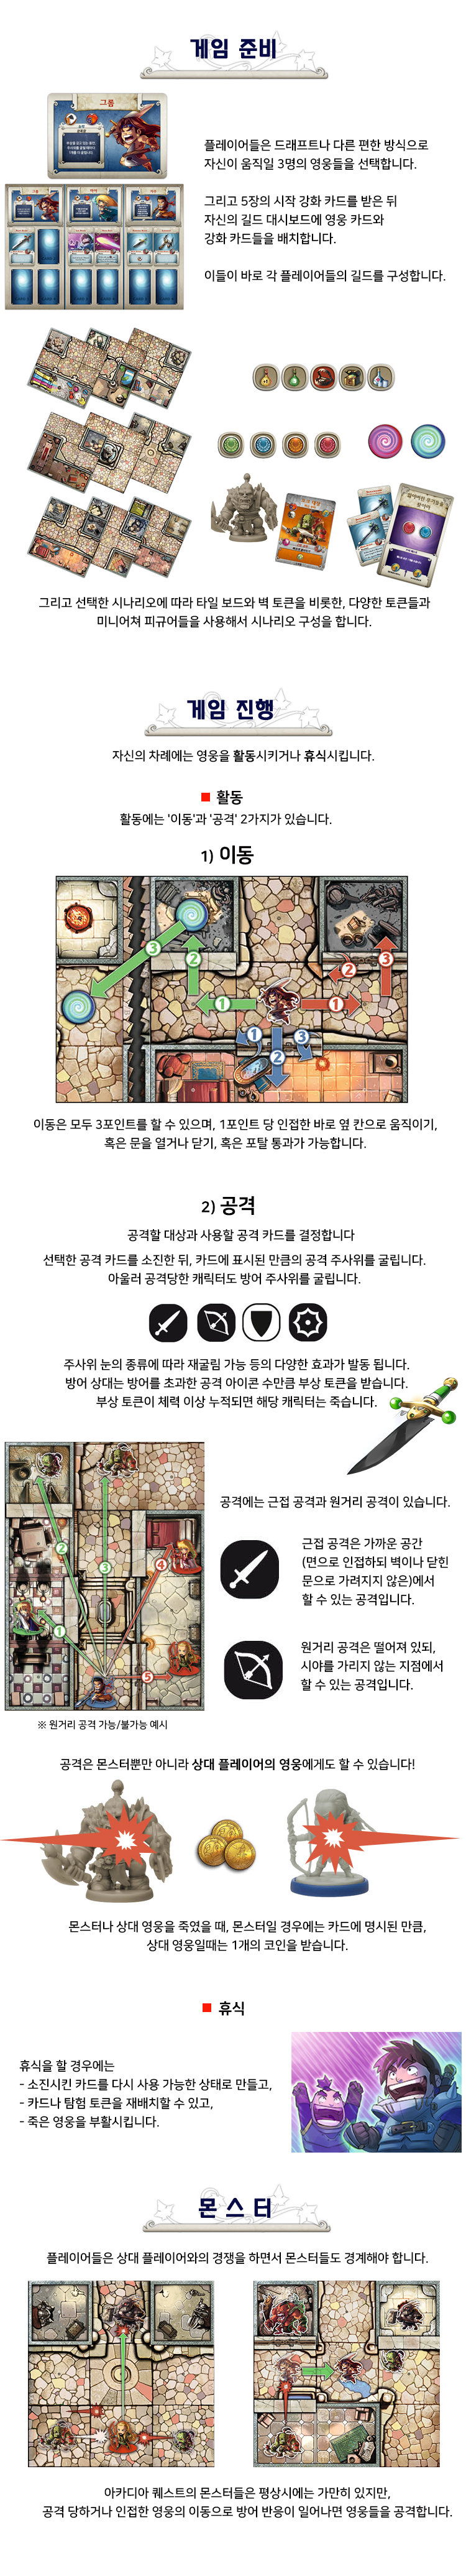 게임 준비
그롬
플레이어들은 드래프트나 다른 편한 방식으로
자신이 움직일 3명의 영웅들을 선택합니다.
그리고 5장의 시작 강화 카드를 받은 뒤
자신의 길드 대시보드에 영웅 카드와
강화 카드들을 배치합니다.
이들이 바로 각 플레이어들의 길드를 구성합니다.
그리고 선택한 시나리오에 따라 타일 보드와 벽 토큰을 비롯한, 다양한 토큰들과
미니어쳐 피규어들을 사용해서 시나리오 구성을 합니다.
게임 진행
자신의 차례에는 영웅을 활동시키거나 휴식시킵니다.
활동
활동에는 '이동'과 '공격' 2가지가 있습니다.
1) 이동
3
2
2
3
1
1
1
2
3
이동은 모두 3포인트를 할 수 있으며, 1포인트 당 인접한 바로 옆 칸으로 움직이기,
혹은 문을 열거나 닫기, 혹은 포탈 통과가 가능합니다.
2) 공격
공격할 대상과 사용할 공격 카드를 결정합니다
선택한 공격 카드를 소진한 뒤, 카드에 표시된 만큼의 공격 주사위를 굴립니다.
아울러 공격당한 캐릭터도 방어 주사위를 굴립니다.
주사위 눈의 종류에 따라 재굴림 가능 등의 다양한 효과가 발동 됩니다.
방어 상대는 방어를 초과한 공격 아이콘 수만큼 부상 토큰을 받습니다.
부상 토큰이 체력 이상 누적되면 해당 캐릭터는 죽습니다.
공격에는 근접 공격과 원거리 공격이 있습니다.
2
3
4
1
5
근접 공격은 가까운 공간
(면으로 인접하되 벽이나 닫힌
문으로 가려지지 않은)에서
할 수 있는 공격입니다.
원거리 공격은 떨어져 있되,
시야를 가리지 않는 지점에서
할 수 있는 공격입니다.
※ 원거리 공격 가능/불가능 예시
공격은 몬스터뿐만 아니라 상대 플레이어의 영웅에게도 할 수 있습니다!
몬스터나 상대 영웅을 죽였을 때, 몬스터일 경우에는 카드에 명시된 만큼,
상대 영웅일때는 1개의 코인을 받습니다.
휴식
휴식을 할 경우에는
- 소진시킨 카드를 다시 사용 가능한 상태로 만들고,
- 카드나 탐험 토큰을 재배치할 수 있고,
- 죽은 영웅을 부활시킵니다.
몬스터
플레이어들은 상대 플레이어와의 경쟁을 하면서 몬스터들도 경계해야 합니다.
아카디아 퀘스트의 몬스터들은 평상시에는 가만히 있지만,
공격 당하거나 인접한 영웅의 이동으로 방어 반응이 일어나면 영웅들을 공격합니다.